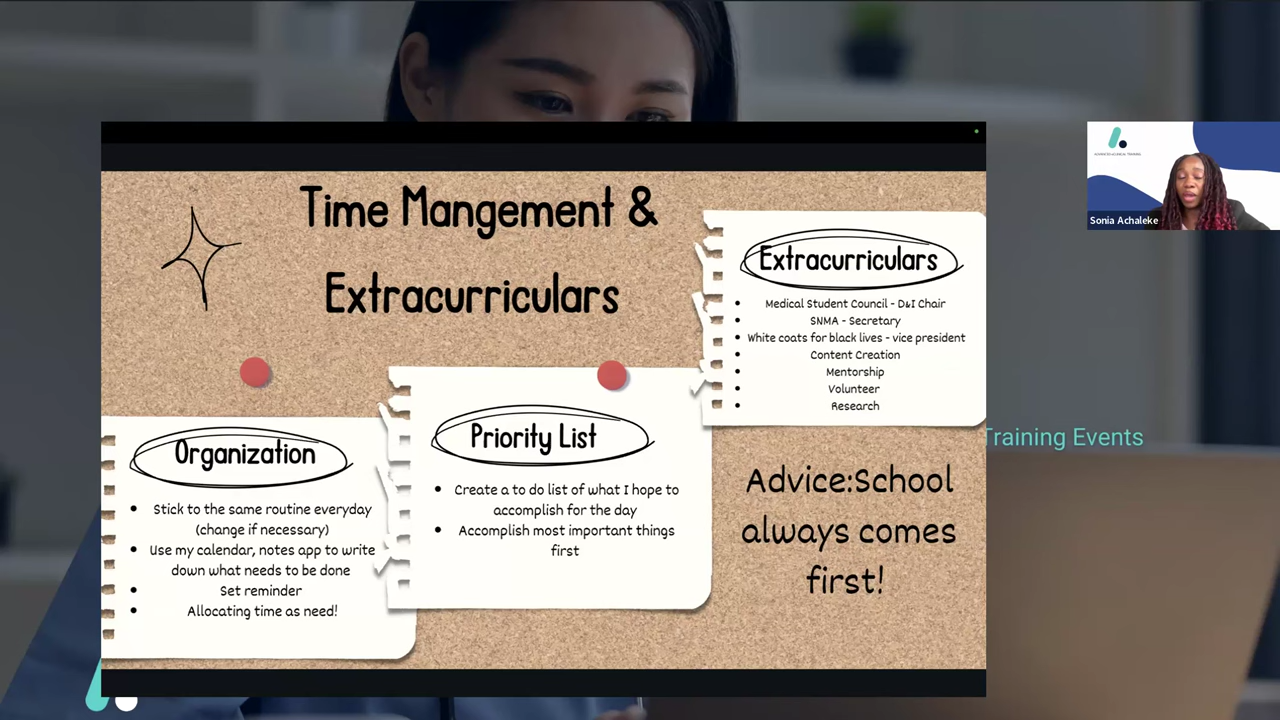 Time Mangement &
Extracurriculars
Organization
Stick to the same routine everyday
(change if necessary)
Use my calendar, notes app to write
down what needs to be done
Set reminder
Allocating time as need!
Priority List
Create a to do list of what I hope to
accomplish for the day
Accomplish most important things
first
Extracurriculars
Medical Student Council - D&I Chair
SNMA - Secretary
White coats for black lives - vice president
Content Creation
Mentorship
Volunteer
Research
Advice:School
always comes
first!
Training Events
ADVANCED CLINICAL TRAINING
Sonia Achaleke